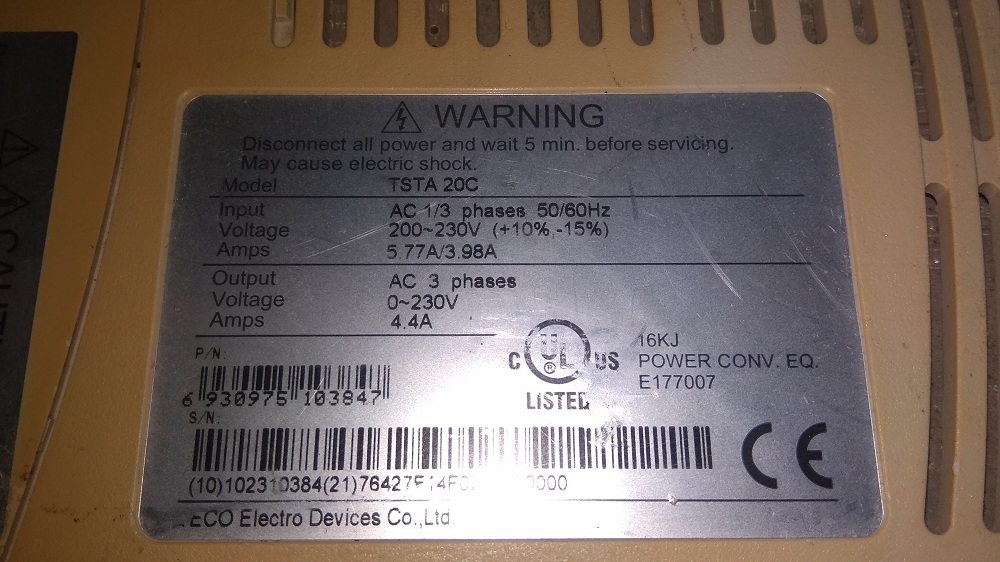 WARNING
Disconnect all power and wait 5 min. before servicing.
May cause electric shock.
Model TSTA 20C
Input AC 1/3 phases 50/60Hz
Voltage 200~230V (+10%,-15%)
Amps 5.77A/3.98A
Output AC 3 phases
Voltage 0~230V
Amps 4.4A
P/N:
6 930975 103847
S/N:
C UL US
®
LISTED
16KJ
POWER CONV. EQ.
E177007
CE
ECO Electro Devices Co.,Ltd.